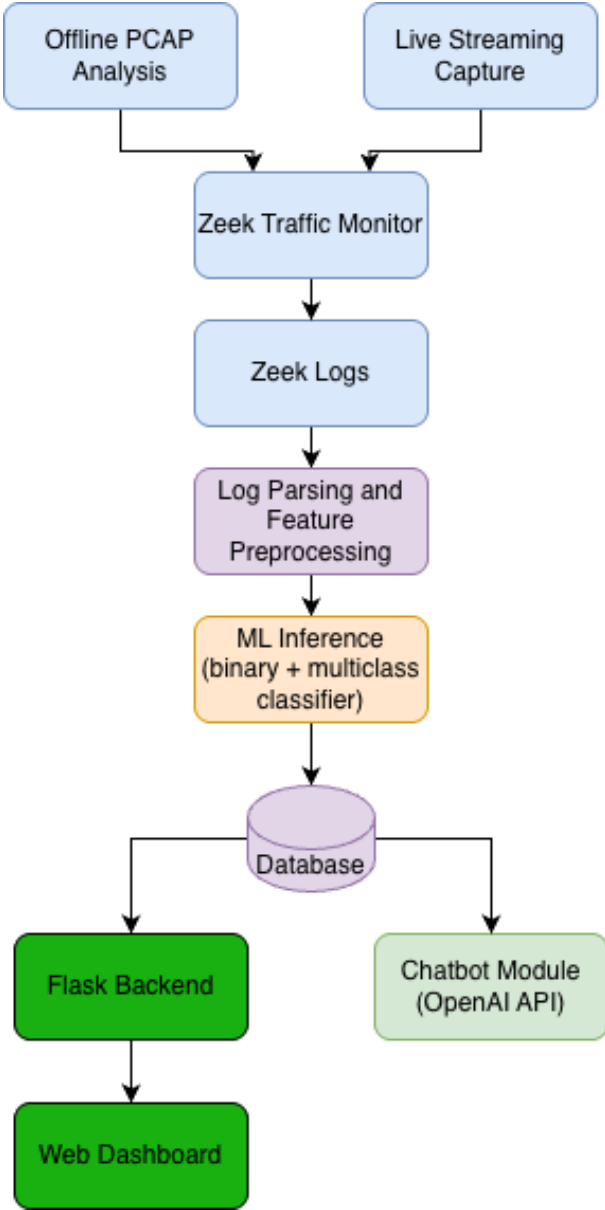 Offline PCAP
Analysis
Live Streaming
Capture
Zeek Traffic Monitor
Zeek Logs
Log Parsing and
Feature
Preprocessing
ML Inference
(binary + multiclass
classifier)
Database
Flask Backend
Chatbot Module
(OpenAI API)
Web Dashboard